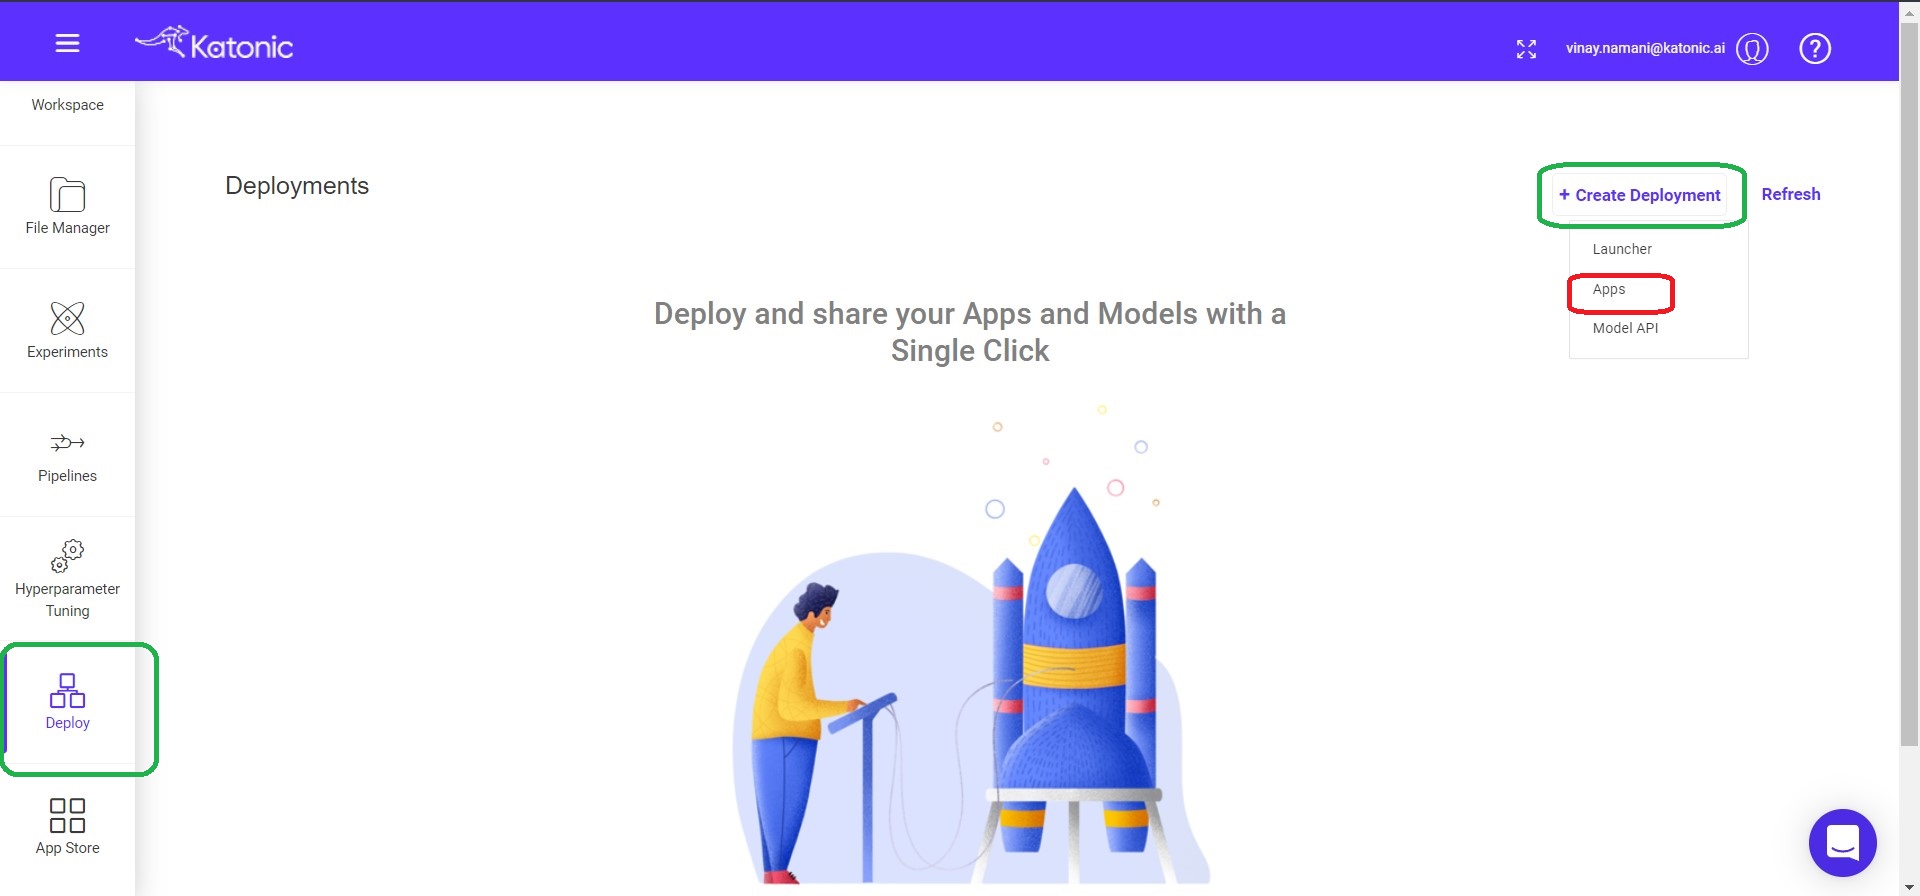 Katonic
vinay.namani@katonic.ai
?
Workspace
File Manager
Experiments
Pipelines
Hyperparameter
Tuning
Deploy
App Store
Deployments
+ Create Deployment
Refresh
Launcher
Apps
Model API
Deploy and share your Apps and Models with a
Single Click